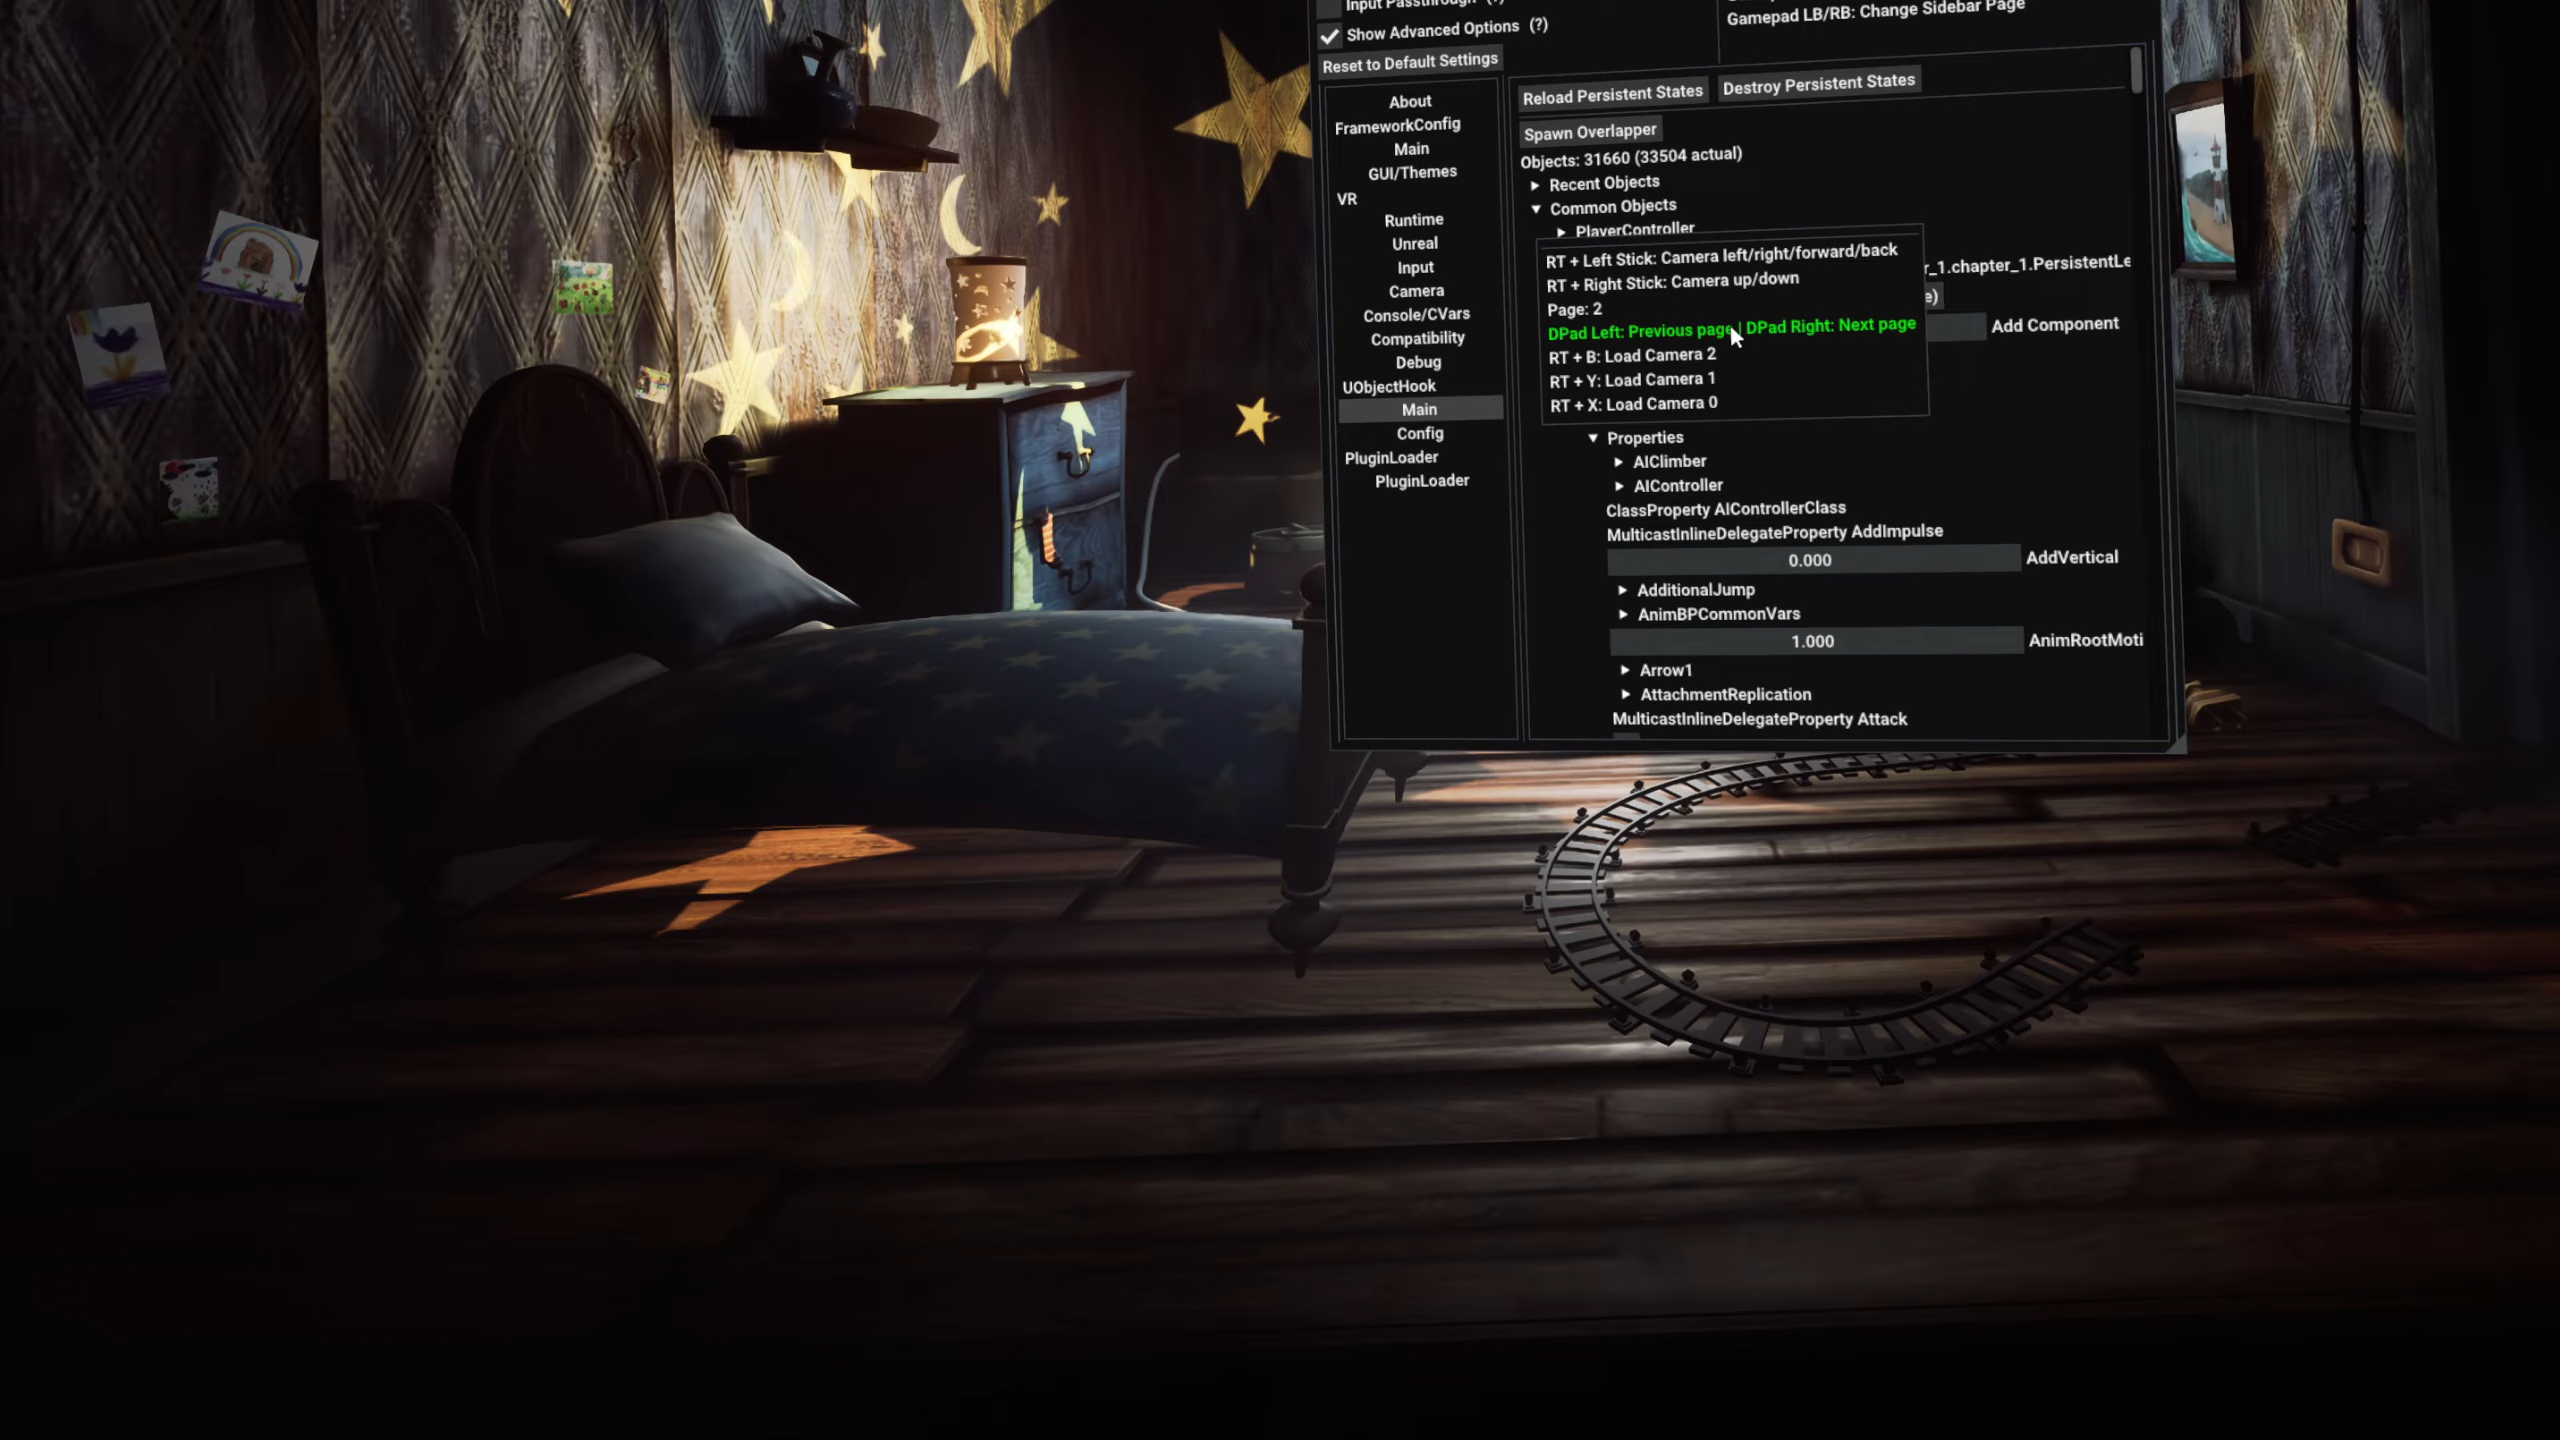 Input Passthrough (?)
Show Advanced Options (?)
Reset to Default Settings
Gamepad LB/RB: Change Sidebar Page
About
FrameworkConfig
Main
GUI/Themes
VR
Runtime
Unreal
Input
Camera
Console/CVars
Compatibility
Debug
UObjectHook
Main
Config
PluginLoader
PluginLoader
Reload Persistent States
Destroy Persistent States
Spawn Overlapper
Objects: 31660 (33504 actual)
Recent Objects
Common Objects
PlayerController
RT + Left Stick: Camera left/right/forward/back
RT + Right Stick: Camera up/down
Page: 2
DPad Left: Previous page | DPad Right: Next page
RT + B: Load Camera 2
RT + Y: Load Camera 1
RT + X: Load Camera 0
r_1.chapter_1.PersistentLe
e)
Add Component
Properties
AIClimber
AIController
ClassProperty AIControllerClass
MulticastInlineDelegateProperty AddImpulse
0.000 AddVertical
AdditionalJump
AnimBPCommonVars
1.000 AnimRootMoti
Arrow1
AttachmentReplication
MulticastInlineDelegateProperty Attack